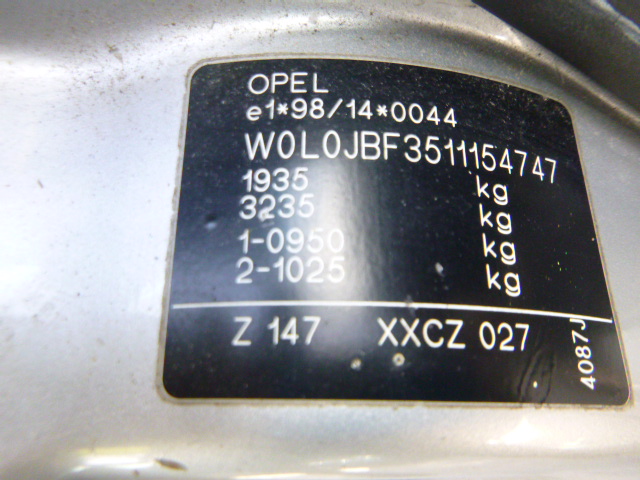 OPEL
e1*98/14*0044
W0L0JBF3511154747
1935 kg
3235 kg
1-0950 kg
2-1025 kg
Z 147 XXCZ 027
4087J